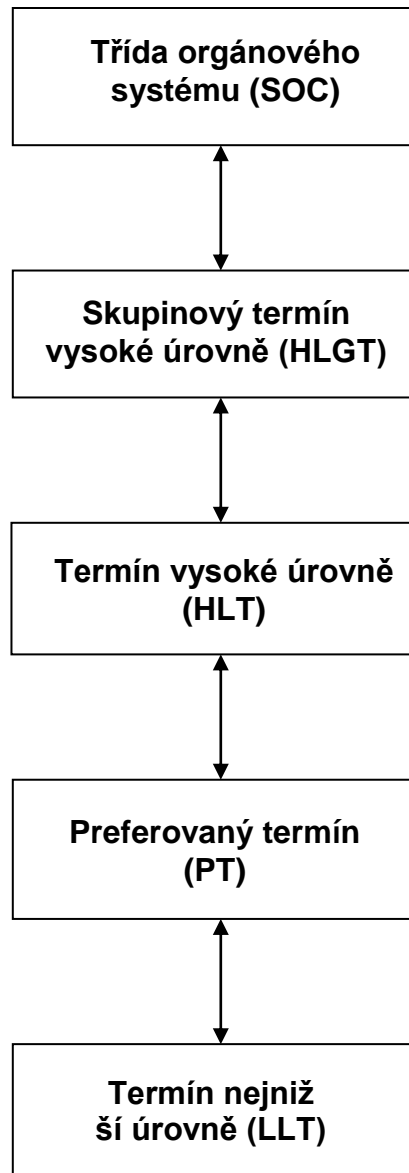 Třída orgánového
systému (SOC)
Skupinový termín
vysoké úrovně (HLGT)
Termín vysoké úrovně
(HLT)
Preferovaný termín
(PT)
Termín nejniž
ší úrovně (LLT)